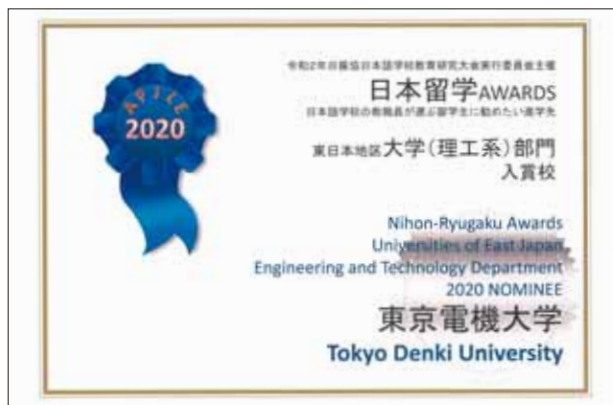 APJLE
2020
令和2年日振協日本語学校教育研究大会実行委員会主催
日本留学AWARDS
日本語学校の教職員が選ぶ留学生に勧めたい進学先
東日本地区大学(理工系)部門
入賞校
Nihon-Ryugaku Awards
Universities of East Japan
Engineering and Technology Department
2020 NOMINEE
東京電機大学
Tokyo Denki University